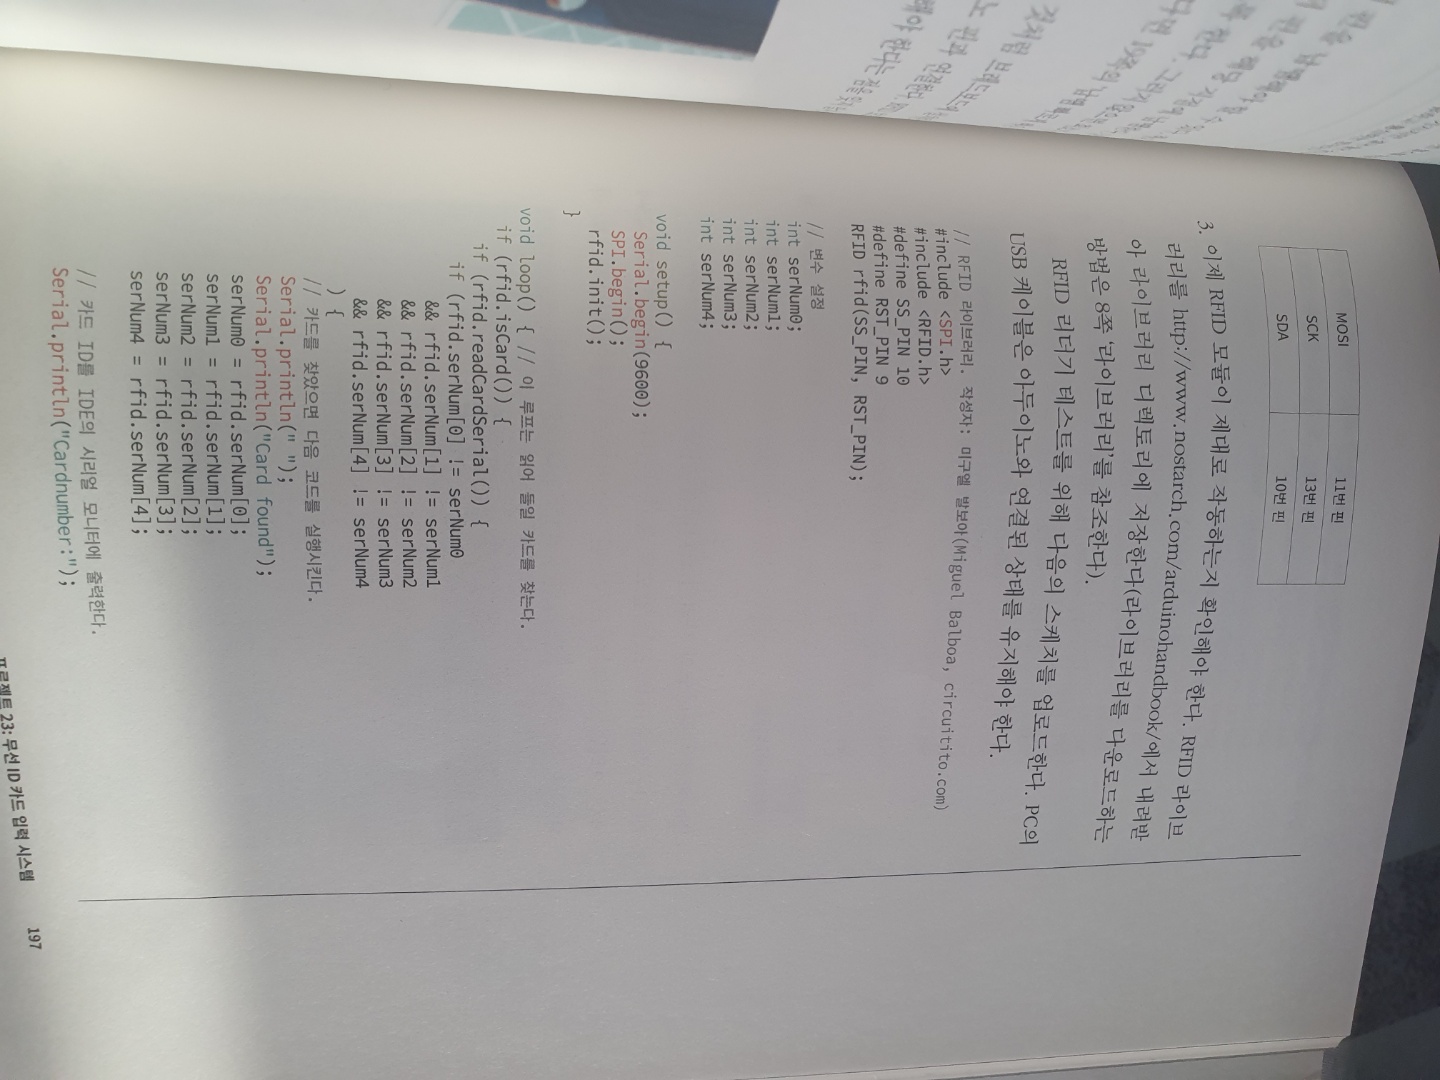 MOSI 11번 핀
SCK 13번 핀
SDA 10번 핀
3. 이제 RFID 모듈이 제대로 작동하는지 확인해야 한다. RFID 라이브
러리를 http://www.nostarch.com/arduinohandbook/에서 내려받
아 라이브러리 디렉토리에 저장한다(라이브러리를 다운로드하는
방법은 8쪽 ‘라이브러리’를 참조한다).
RFID 리더기 테스트를 위해 다음의 스케치를 업로드한다. PC의
USB 케이블은 아두이노와 연결된 상태를 유지해야 한다.
// RFID 라이브러리. 작성자: 미구엘 발보아(Miguel Balboa, circuitito.com)
#include <SPI.h>
#include <RFID.h>
#define SS_PIN 10
#define RST_PIN 9
RFID rfid(SS_PIN, RST_PIN);
// 변수 설정
int serNum0;
int serNum1;
int serNum2;
int serNum3;
int serNum4;
void setup() {
Serial.begin(9600);
SPI.begin();
rfid.init();
}
void loop() { // 이 루프는 읽어 들일 카드를 찾는다.
if (rfid.isCard()) {
if (rfid.readCardSerial()) {
if (rfid.serNum[0] != serNum0
&& rfid.serNum[1] != serNum1
&& rfid.serNum[2] != serNum2
&& rfid.serNum[3] != serNum3
&& rfid.serNum[4] != serNum4
) {
// 카드를 찾았으면 다음 코드를 실행시킨다.
Serial.println(" ");
Serial.println("Card found");
serNum0 = rfid.serNum[0];
serNum1 = rfid.serNum[1];
serNum2 = rfid.serNum[2];
serNum3 = rfid.serNum[3];
serNum4 = rfid.serNum[4];
// 카드 ID를 IDE의 시리얼 모니터에 출력한다.
Serial.println("Cardnumber:");
프로젝트 23: 무선 ID 카드 입력 시스템 197